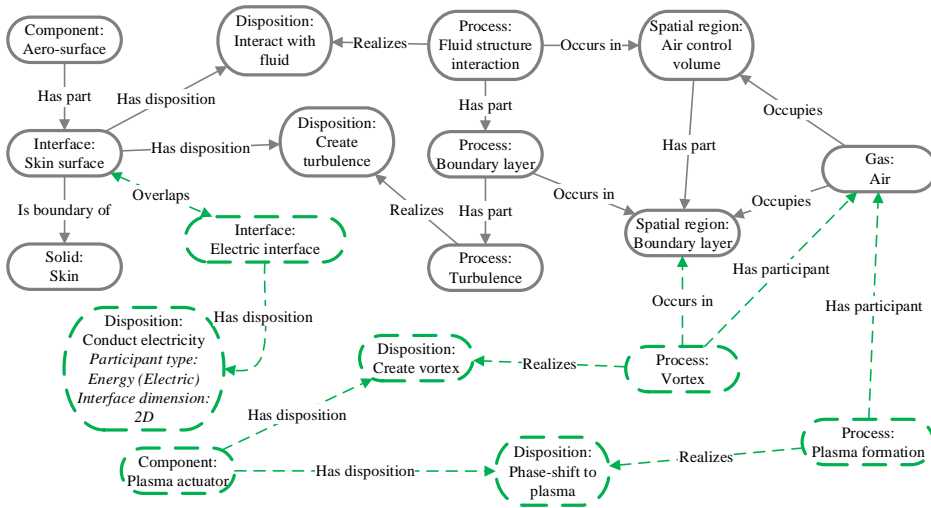 Component:
Aero-surface
Disposition:
Interact with
fluid
Realizes
Process:
Fluid structure
interaction
Occurs in
Spatial region:
Air control
volume
Has part
Has disposition
Has part
Occupies
Interface:
Skin surface
Has disposition
Disposition:
Create
turbulence
Process:
Boundary layer
Has part
Gas:
Air
Overlaps
Occurs in
Occupies
Is boundary of
Realizes
Has part
Interface:
Electric interface
Spatial region:
Boundary layer
Solid:
Skin
Process:
Turbulence
Has participant
Occurs in
Has participant
Has disposition
Disposition:
Conduct electricity
Participant type:
Energy (Electric)
Interface dimension:
2D
Disposition:
Create vortex
Realizes
Process:
Vortex
Has disposition
Component:
Plasma actuator
Has disposition
Disposition:
Phase-shift to
plasma
Realizes
Process:
Plasma formation